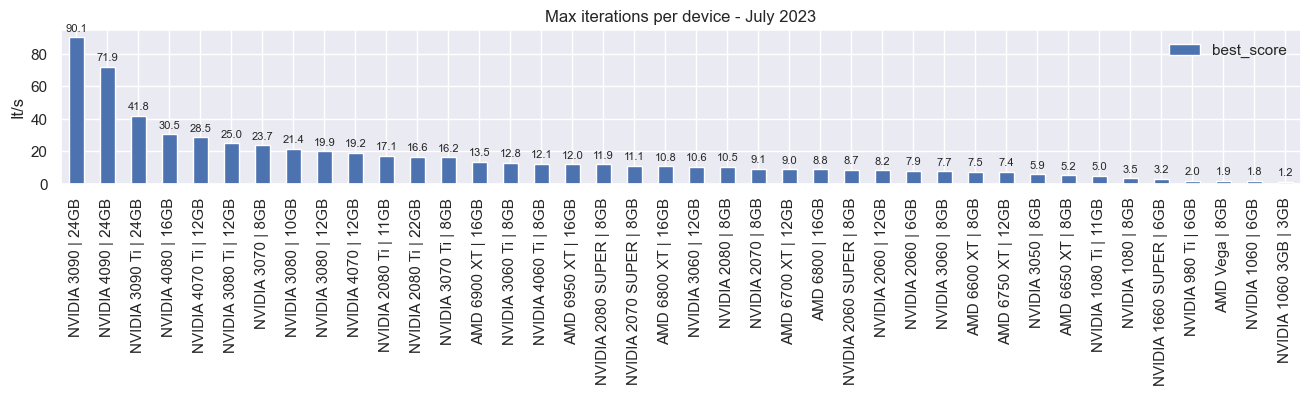 Max iterations per device - July 2023
best_score
It/s
80
60
40
20
0
90.1
71.9
41.8
30.5
28.5
25.0
23.7
21.4
19.9
19.2
17.1
16.6
16.2
13.5
12.8
12.1
12.0
11.9
11.1
10.8
10.6
10.5
9.1
9.0
8.8
8.7
8.2
7.9
7.7
7.5
7.4
5.9
5.2
5.0
3.5
3.2
2.0
1.9
1.8
1.2
NVIDIA 3090 | 24GB
NVIDIA 4090 | 24GB
NVIDIA 3090 Ti | 24GB
NVIDIA 4080 | 16GB
NVIDIA 4070 Ti | 12GB
NVIDIA 3080 Ti | 12GB
NVIDIA 3070 | 8GB
NVIDIA 3080 | 10GB
NVIDIA 3080 | 12GB
NVIDIA 4070 | 12GB
NVIDIA 2080 Ti | 11GB
NVIDIA 2080 Ti | 22GB
NVIDIA 3070 Ti | 8GB
AMD 6900 XT | 16GB
NVIDIA 3060 Ti | 8GB
NVIDIA 4060 Ti | 8GB
AMD 6950 XT | 16GB
NVIDIA 2080 SUPER | 8GB
NVIDIA 2070 SUPER | 8GB
AMD 6800 XT | 16GB
NVIDIA 3060 | 12GB
NVIDIA 2080 | 8GB
NVIDIA 2070 | 8GB
AMD 6700 XT | 12GB
AMD 6800 | 16GB
NVIDIA 2060 SUPER | 8GB
NVIDIA 2060 | 12GB
NVIDIA 2060 | 6GB
NVIDIA 3060 | 8GB
AMD 6600 XT | 8GB
AMD 6750 XT | 12GB
NVIDIA 3050 | 8GB
AMD 6650 XT | 8GB
NVIDIA 1080 Ti | 11GB
NVIDIA 1080 | 8GB
NVIDIA 1660 SUPER | 6GB
NVIDIA 980 Ti | 6GB
AMD Vega | 8GB
NVIDIA 1060 | 6GB
NVIDIA 1060 3GB | 3GB